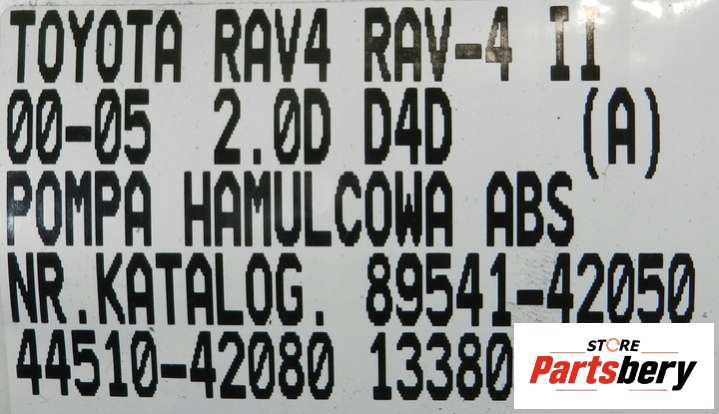 TOYOTA RAV4 RAV-4 II
00-05 2.0D D4D (A)
POMPA HAMULCOWA ABS
NR.KATALOG. 89541-42050
44510-42080 13380
STORE
Partsbery